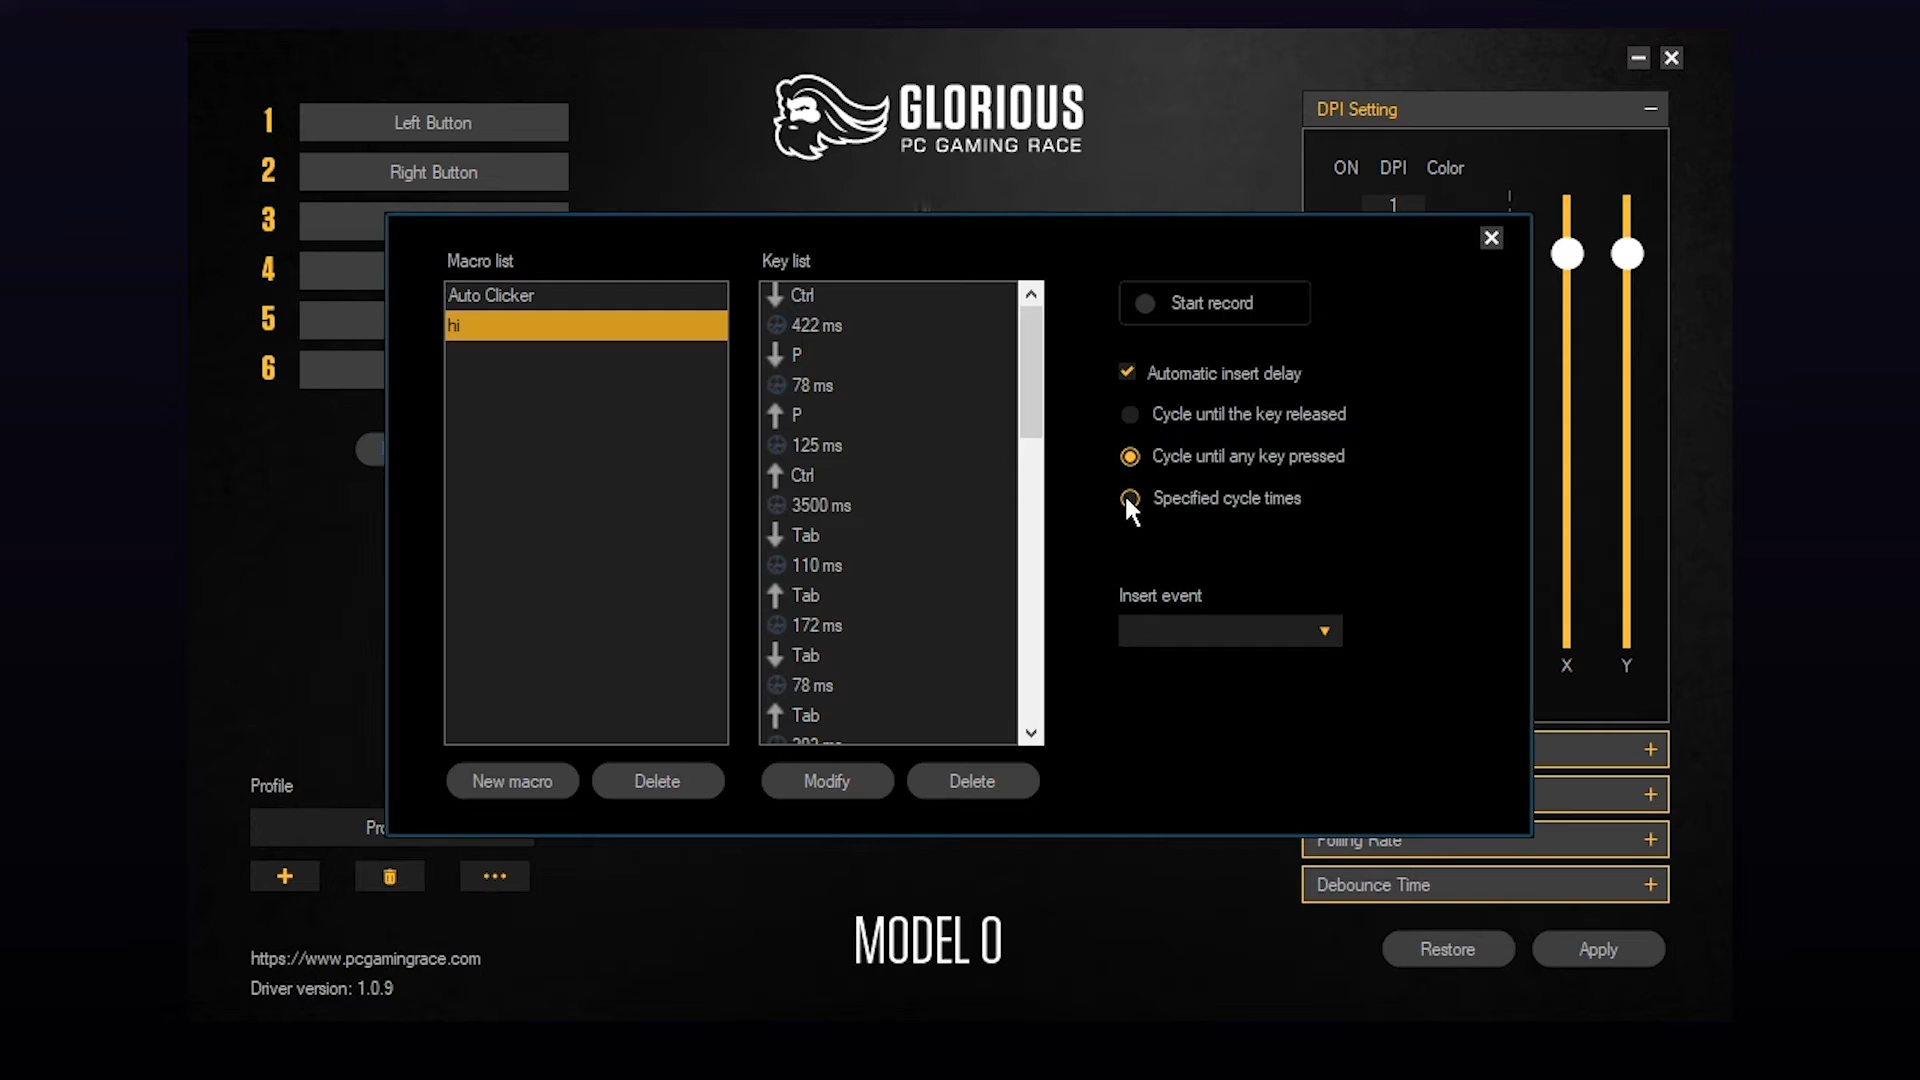 GLORIOUS
PC GAMING RACE
1 Left Button
2 Right Button
3
4
5
6
DPI Setting
ON DPI Color
1
X Y
Macro list
Auto Clicker
hi
New macro Delete
Key list
Ctrl
422 ms
P
78 ms
P
125 ms
Ctrl
3500 ms
Tab
110 ms
Tab
172 ms
Tab
78 ms
Tab
Modify Delete
Start record
Automatic insert delay
Cycle until the key released
Cycle until any key pressed
Specified cycle times
Insert event
Polling Rate
Debounce Time
Profile
MODEL O
Restore Apply
https://www.pcgamingrace.com
Driver version: 1.0.9